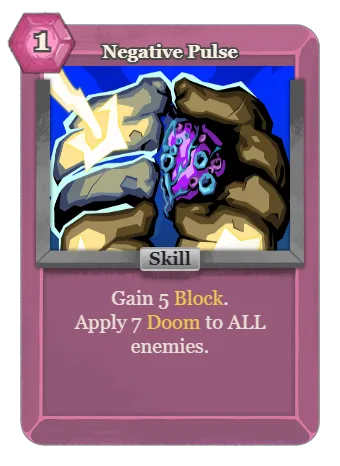 1
Negative Pulse
Skill
Gain 5 Block.
Apply 7 Doom to ALL
enemies.